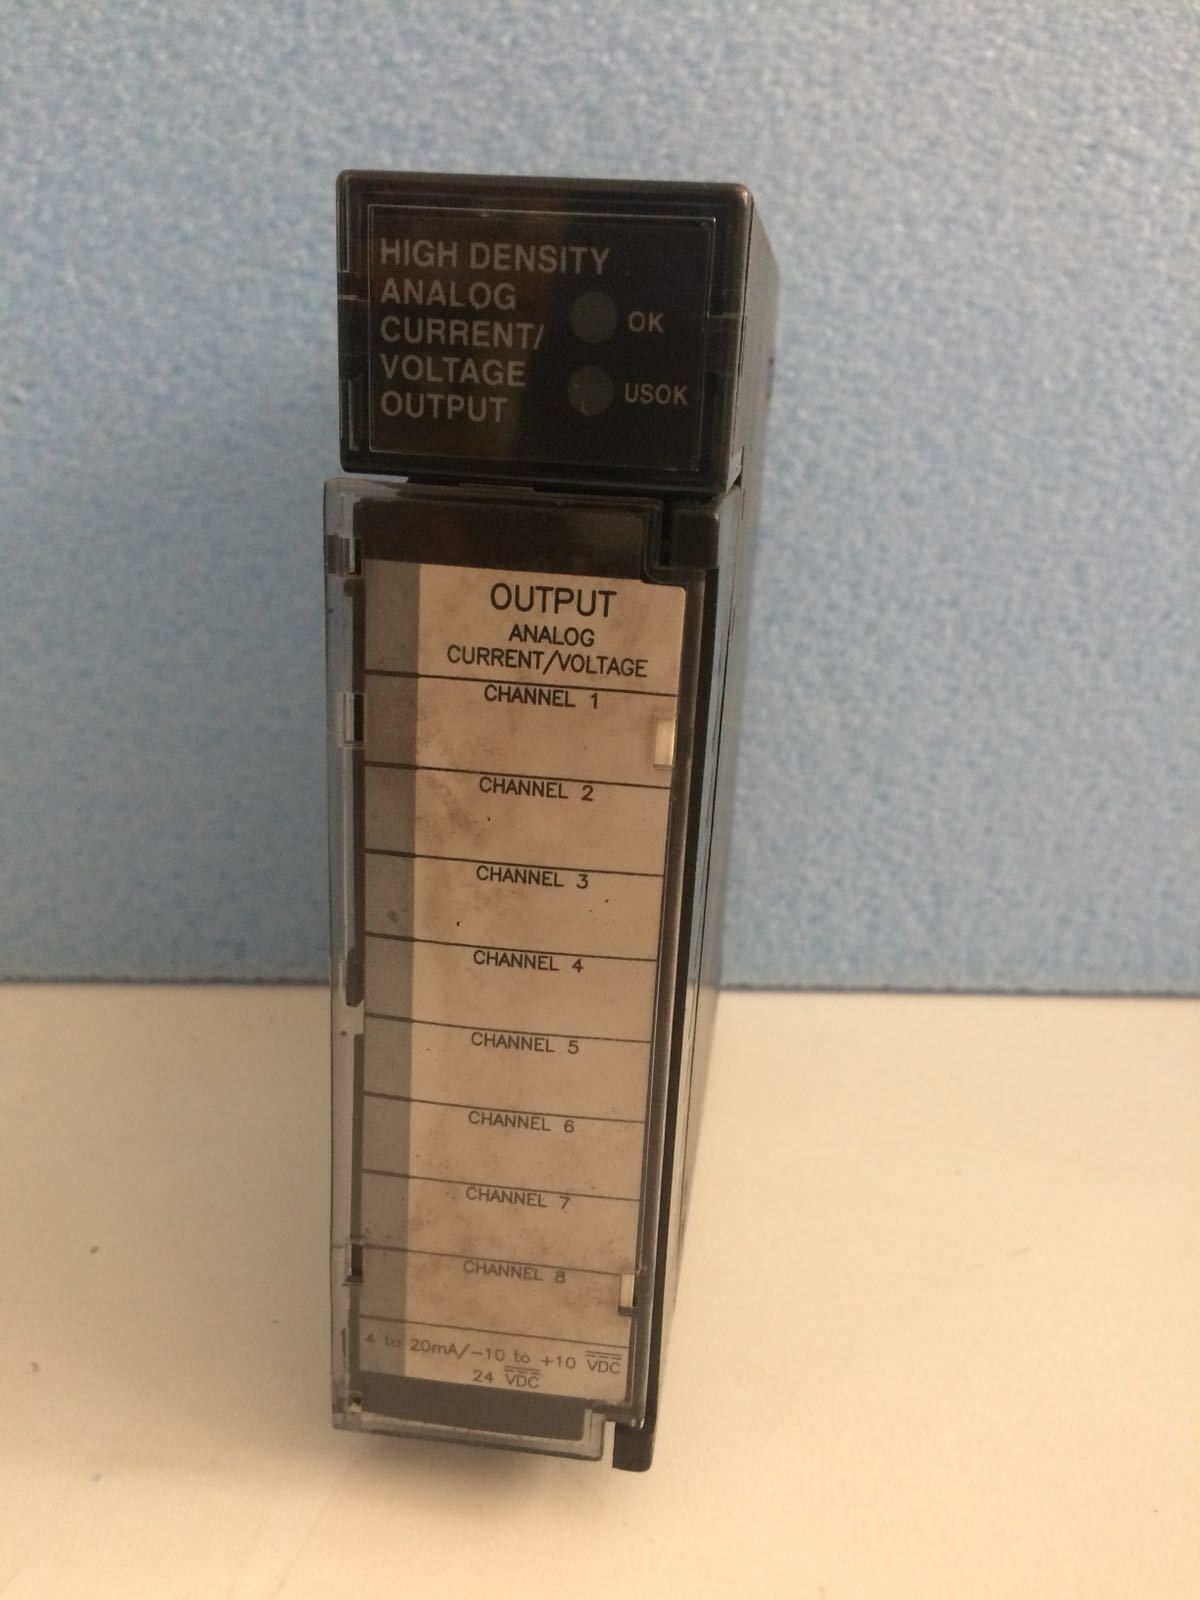 HIGH DENSITY
ANALOG
CURRENT/
VOLTAGE
OUTPUT
OK
USOK
OUTPUT
ANALOG
CURRENT/VOLTAGE
CHANNEL 1
CHANNEL 2
CHANNEL 3
CHANNEL 4
CHANNEL 5
CHANNEL 6
CHANNEL 7
CHANNEL 8
4 to 20mA/-10 to +10 VDC
24 VDC